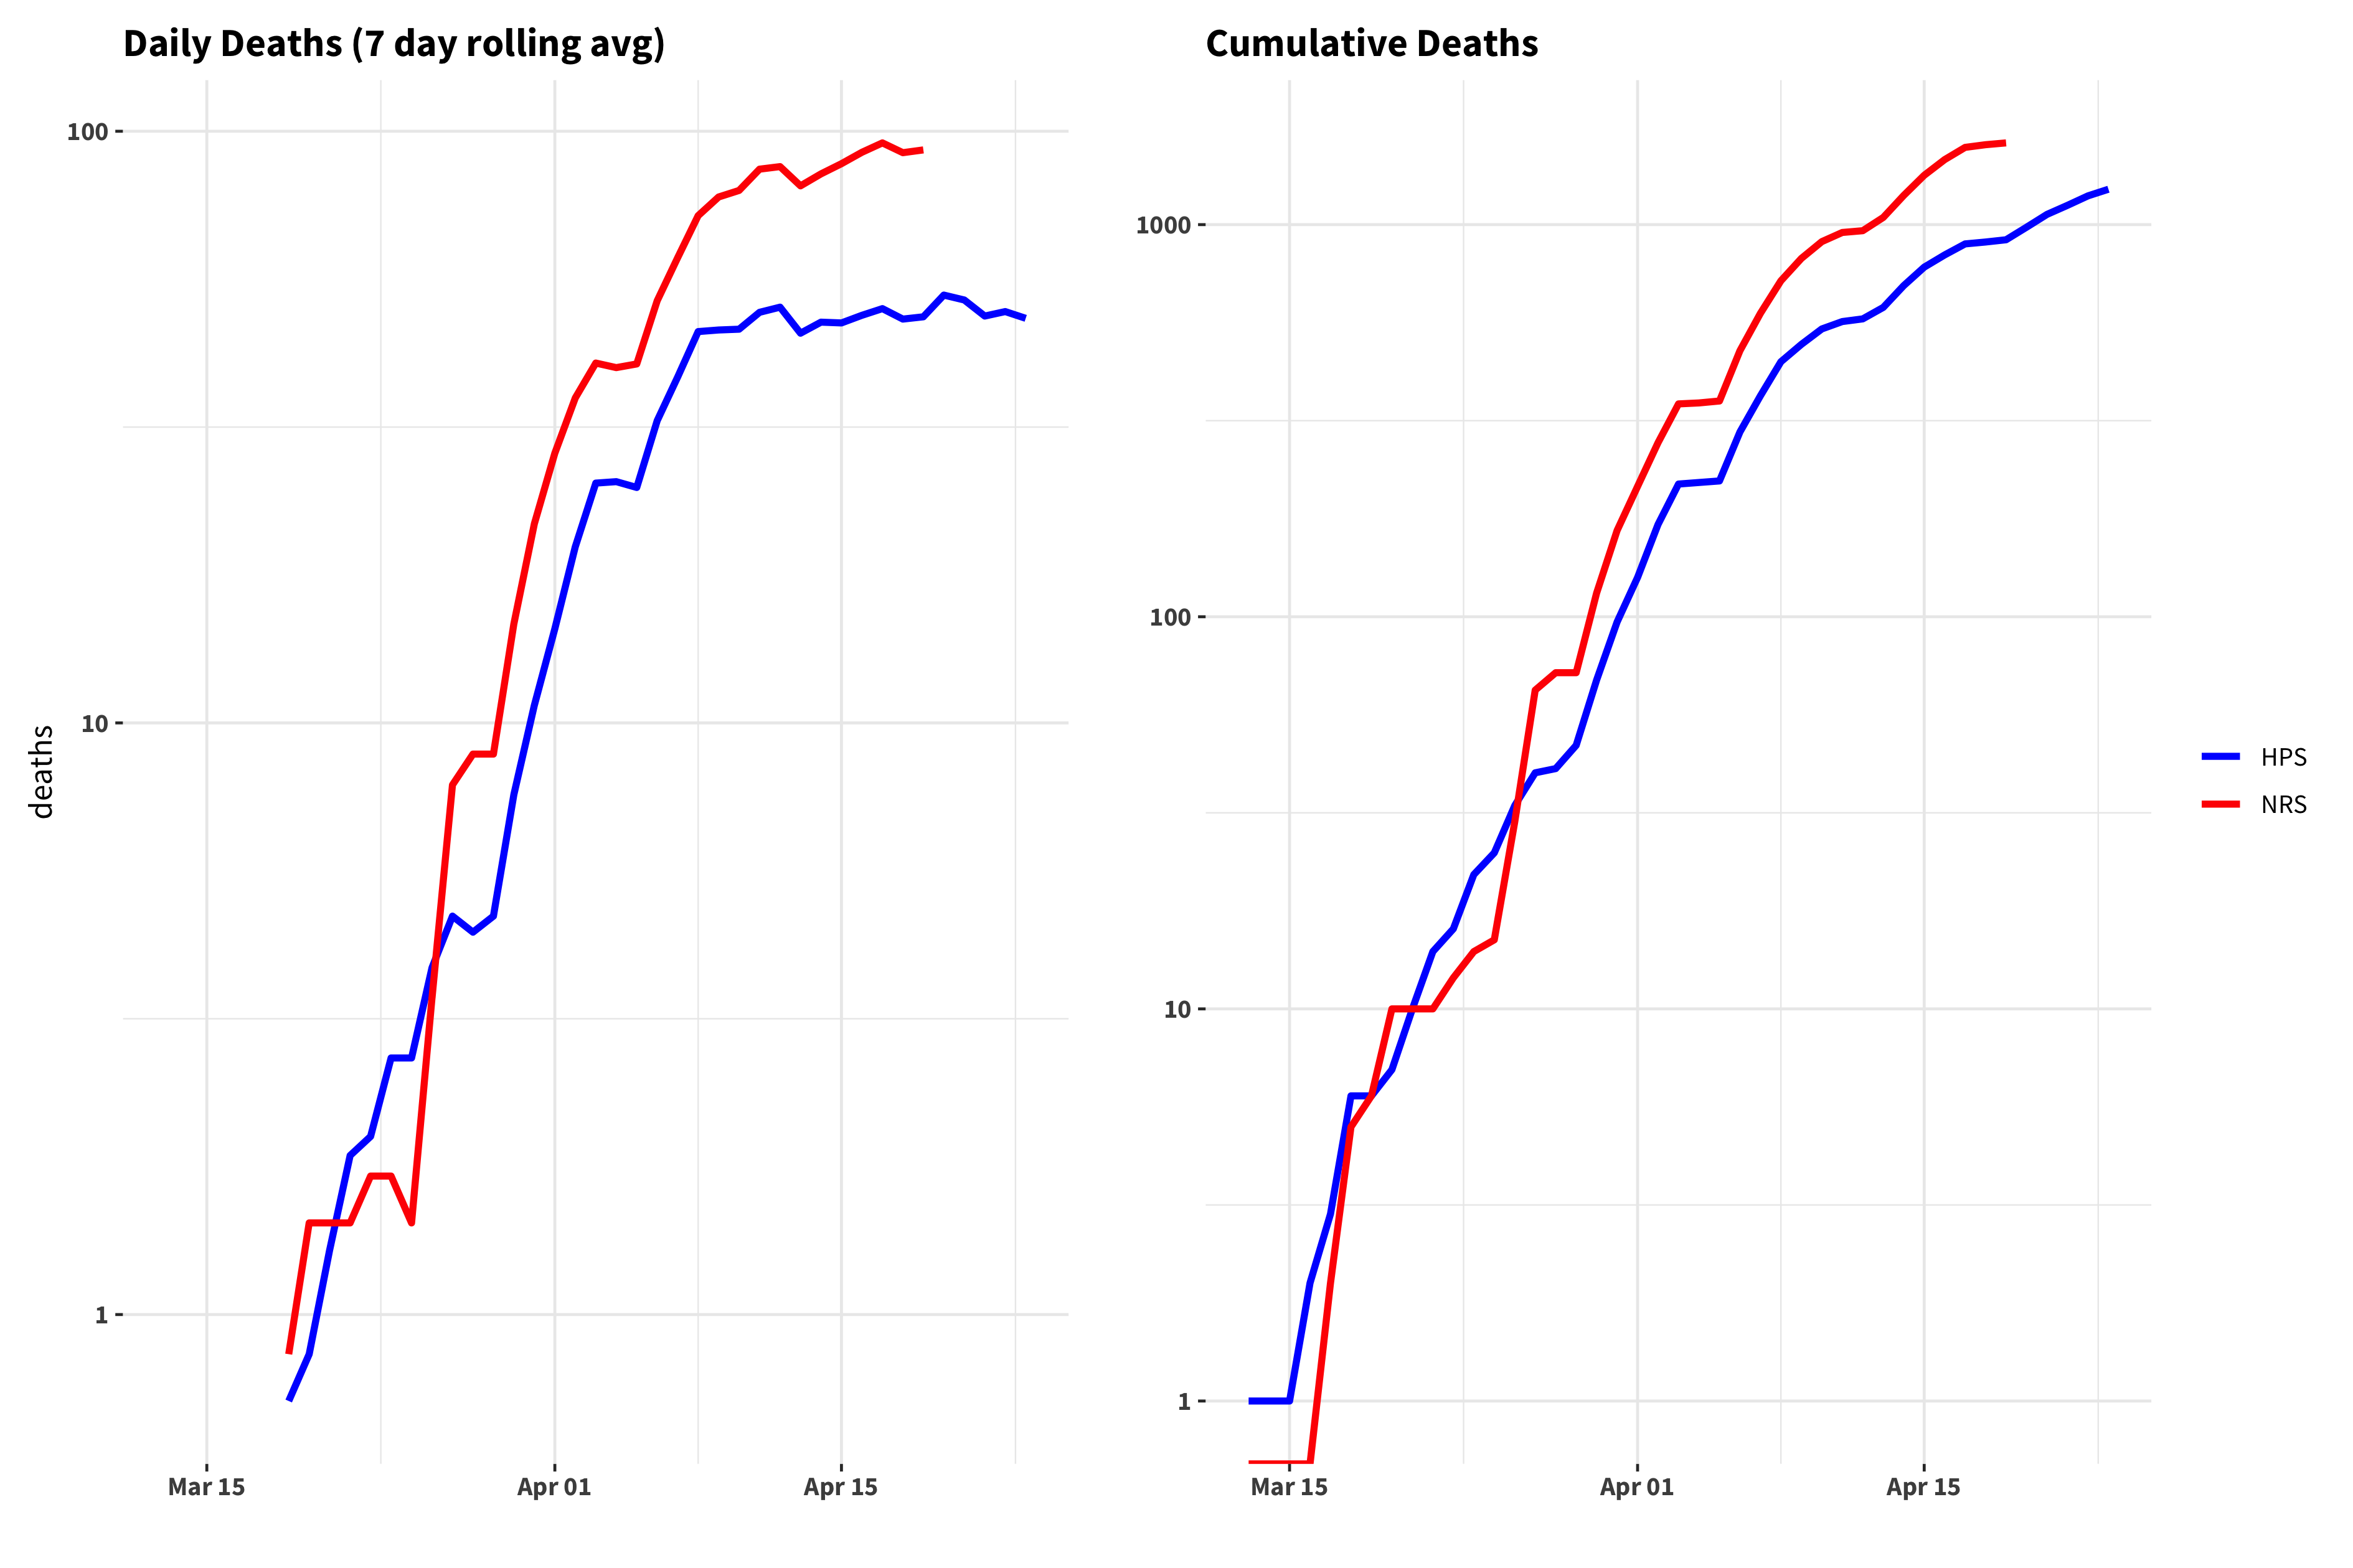 Daily Deaths (7 day rolling avg)
deaths
100
10
1
Mar 15
Apr 01
Apr 15
Cumulative Deaths
1000
100
10
1
Mar 15
Apr 01
Apr 15
HPS
NRS